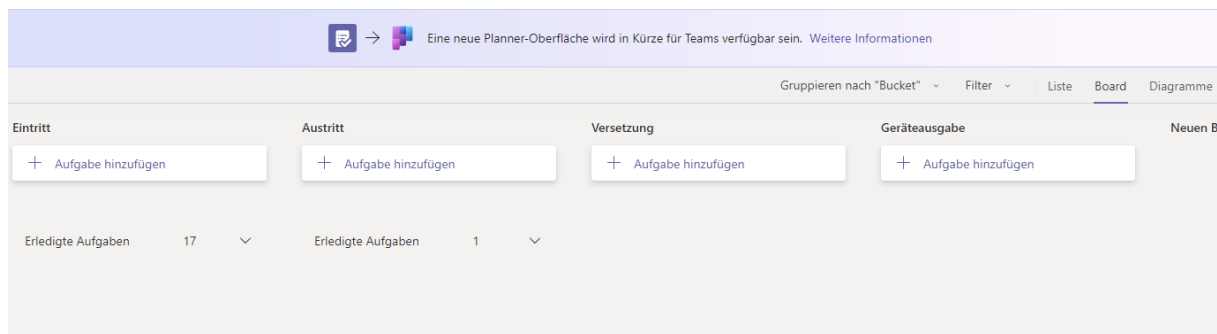 Eine neue Planner-Oberfläche wird in Kürze für Teams verfügbar sein. Weitere Informationen
Gruppieren nach "Bucket" Filter Liste Board Diagramme
Eintritt Austritt Versetzung Geräteausgabe Neuen B
Aufgabe hinzufügen Aufgabe hinzufügen Aufgabe hinzufügen Aufgabe hinzufügen
Erledigte Aufgaben 17 Erledigte Aufgaben 1